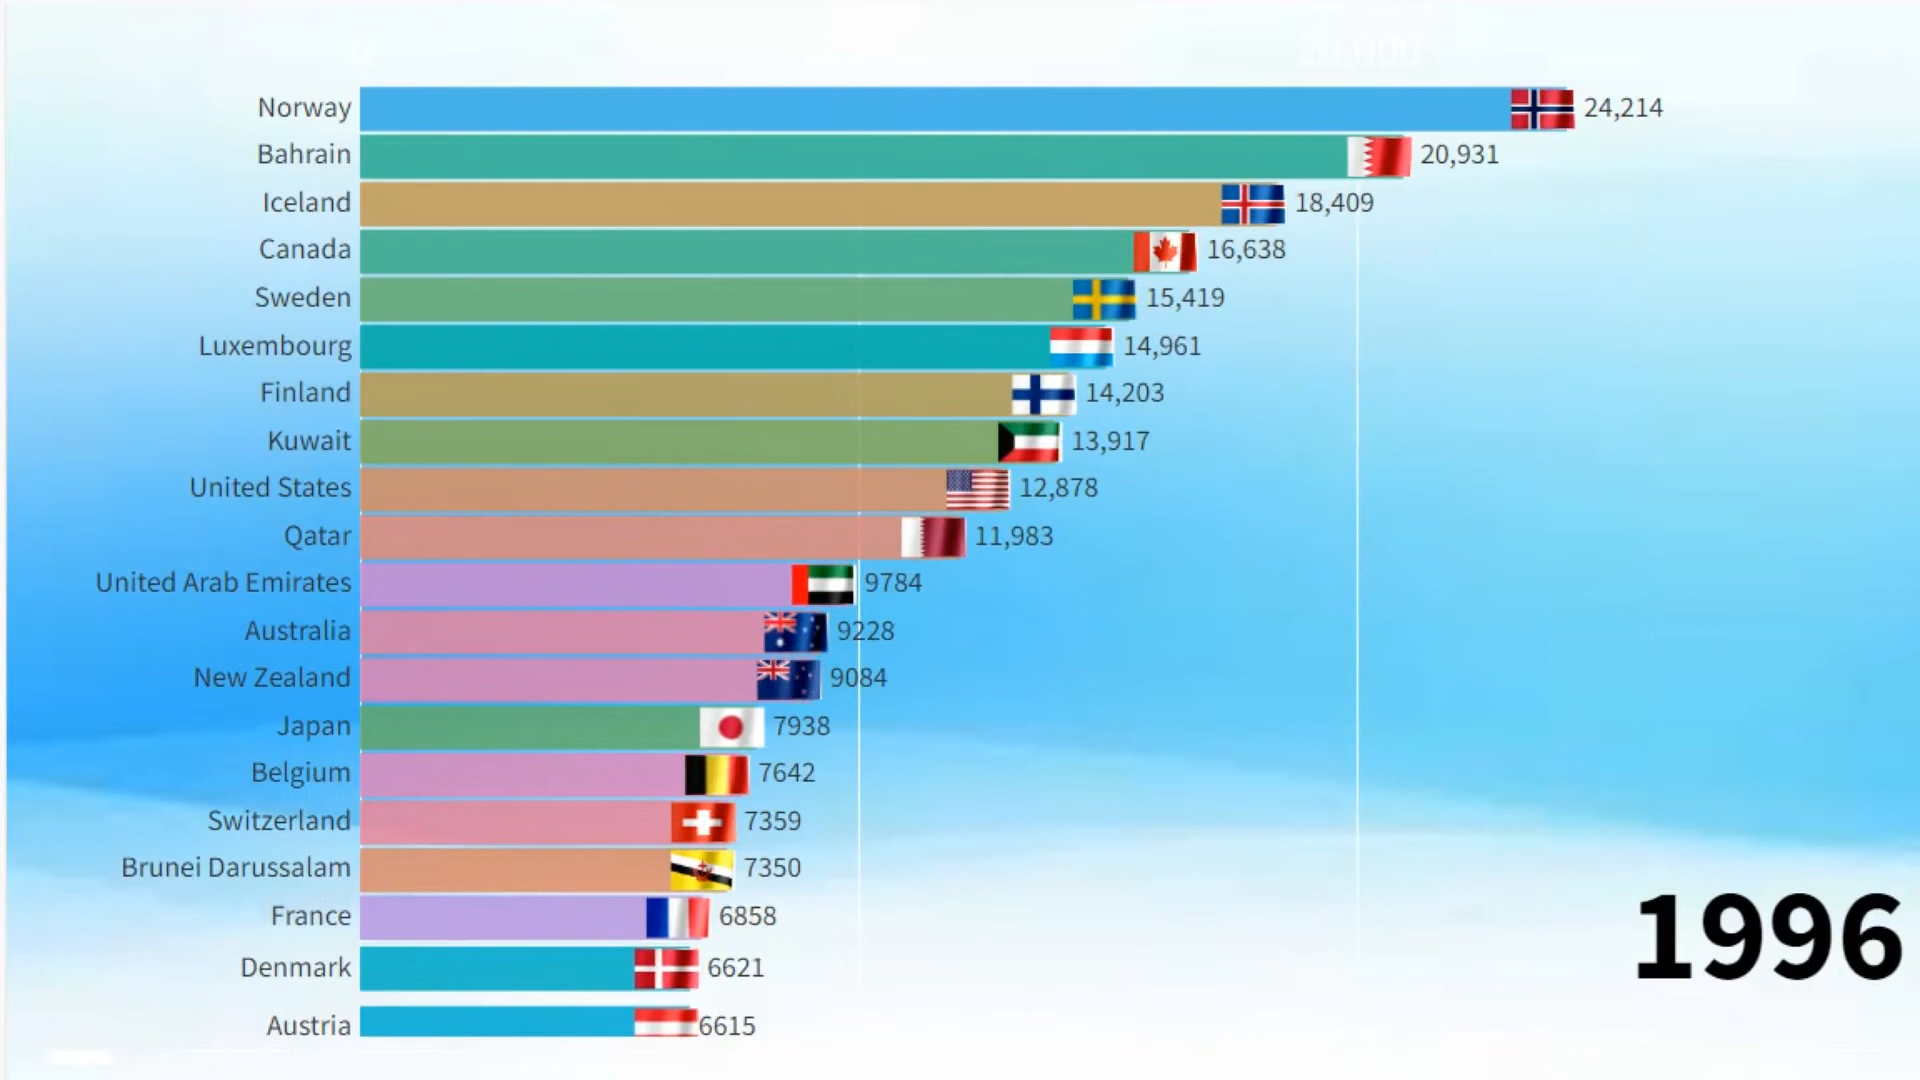 Norway 24,214
Bahrain 20,931
Iceland 18,409
Canada 16,638
Sweden 15,419
Luxembourg 14,961
Finland 14,203
Kuwait 13,917
United States 12,878
Qatar 11,983
United Arab Emirates 9784
Australia 9228
New Zealand 9084
Japan 7938
Belgium 7642
Switzerland 7359
Brunei Darussalam 7350
France 6858
Denmark 6621
Austria 6615
1996